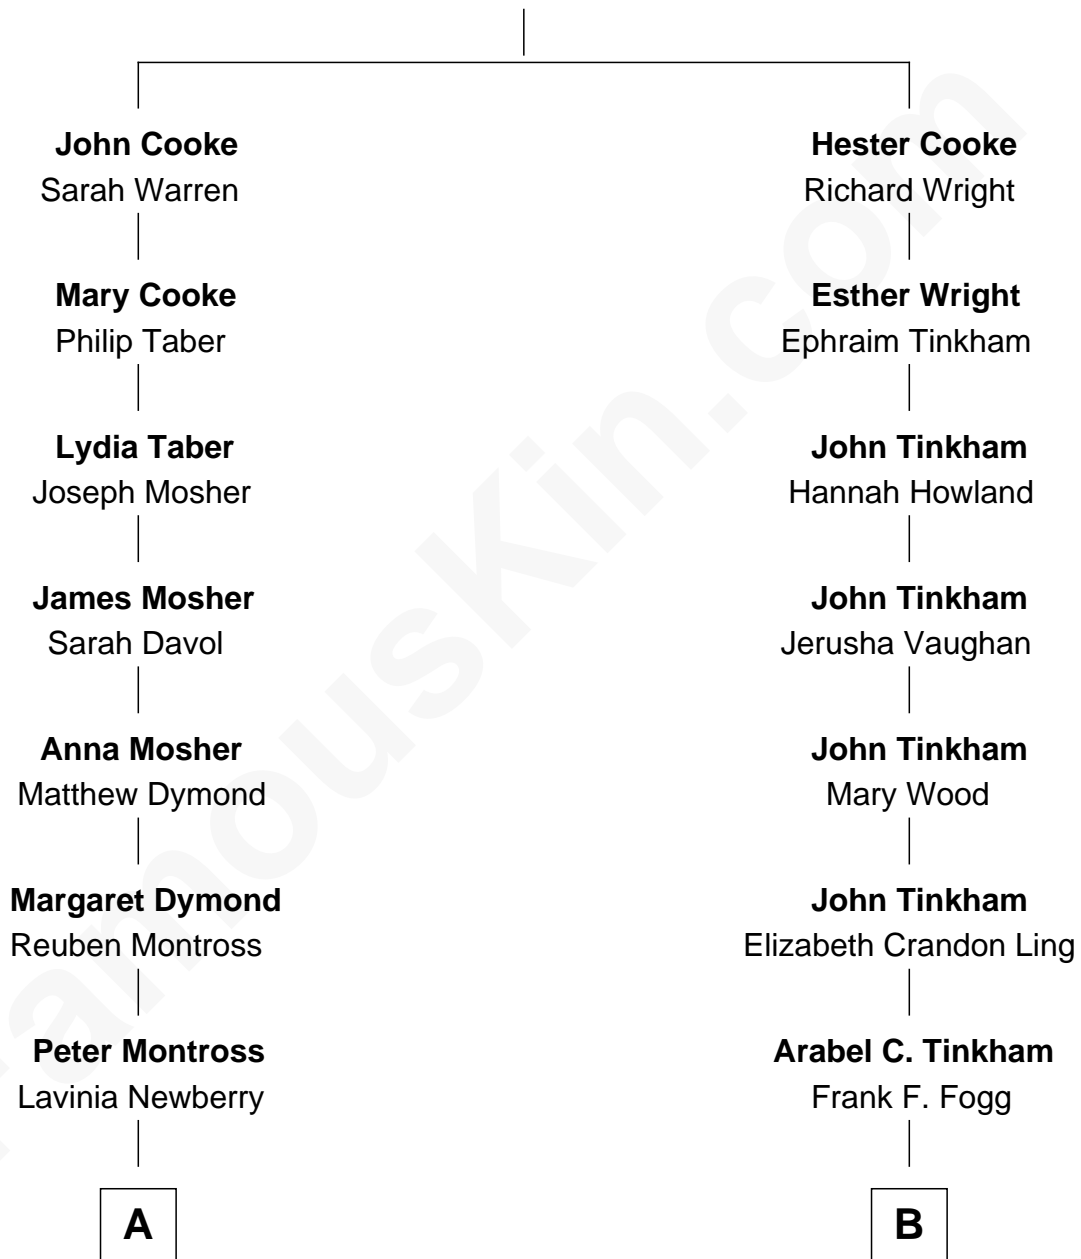 John Cooke
Sarah Warren
Mary Cooke
Philip Taber
Lydia Taber
Joseph Mosher
James Mosher
Sarah Davol
Anna Mosher
Matthew Dymond
Margaret Dymond
Reuben Montross
Peter Montross
Lavinia Newberry
A
Hester Cooke
Richard Wright
Esther Wright
Ephraim Tinkham
John Tinkham
Hannah Howland
John Tinkham
Jerusha Vaughan
John Tinkham
Mary Wood
John Tinkham
Elizabeth Crandon Ling
Arabel C. Tinkham
Frank F. Fogg
B
FamousKin.com